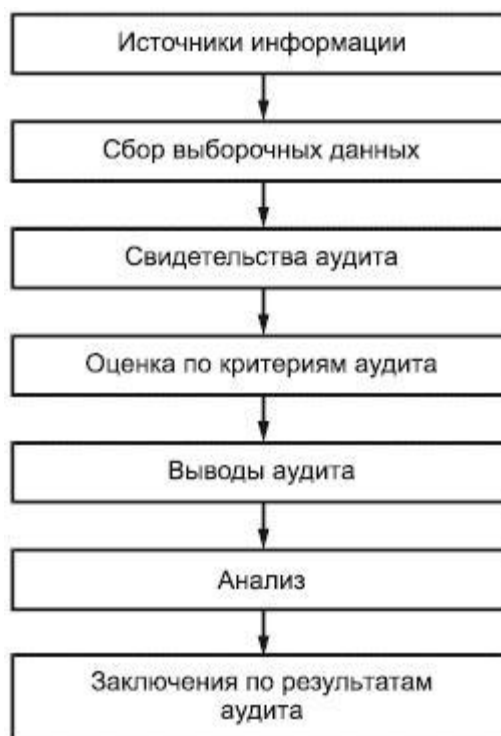 Источники информации
Сбор выборочных данных
Свидетельства аудита
Оценка по критериям аудита
Выводы аудита
Анализ
Заключения по результатам
аудита